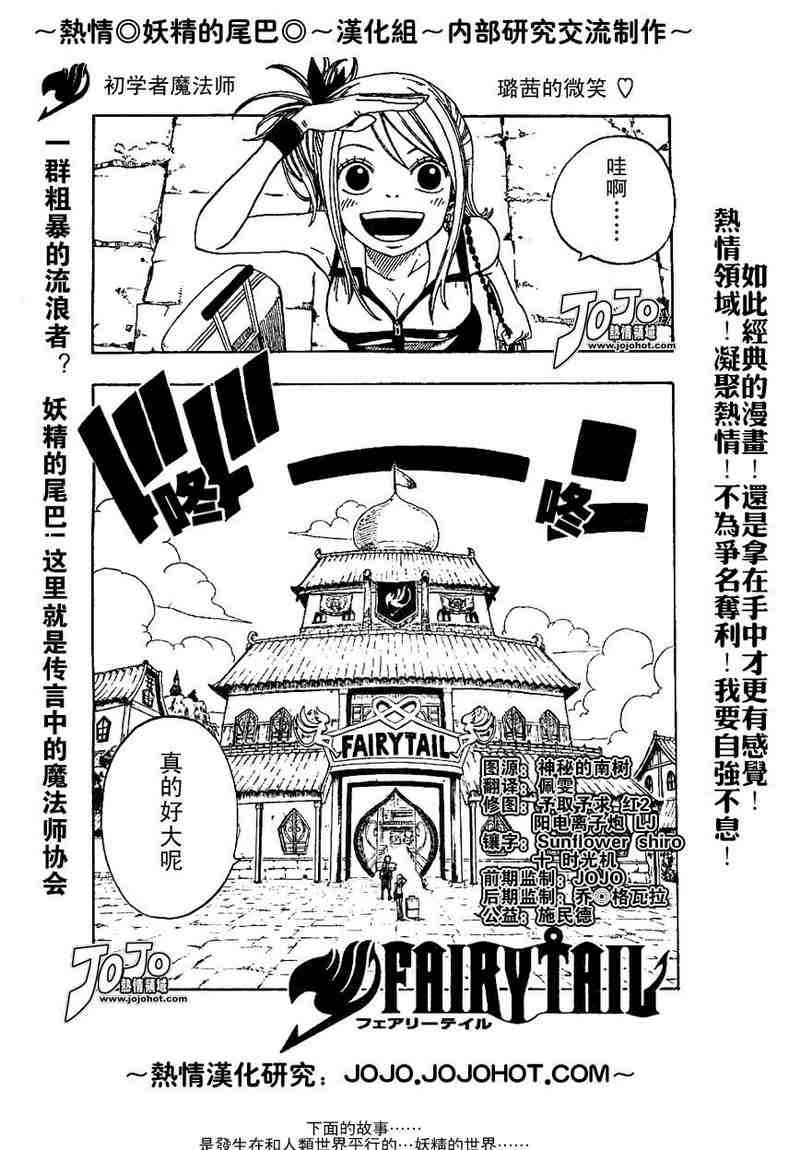 ～熱情◎妖精的尾巴◎～漢化組～内部研究交流制作～
初学者魔法师
璐茜的微笑♡
哇啊……
JOJO
熱情領域
www.jojohot.com
如此經典的漫畫！還是拿在手中才更有感覺！
熱情領域！凝聚熱情！不為爭名奪利！我要自強不息！
一群粗暴的流浪者？妖精的尾巴!!这里就是传言中的魔法师协会
咚
咚
FAIRYTAIL
真的好大呢
图源：神秘的南树
翻译：佩雯
修图：予取予求 红2
阳电离子炮 LJ
镶字：Sunflower shiro
十 时光机
前期监制：JOJO
后期监制：乔◎格瓦拉
公益：施民德
JOJO
熱情領域
www.jojohot.com
FAIRY TAIL
フェアリーテイル
～熱情漢化研究：JOJO.JOJOHOT.COM～
下面的故事……
是發生在和人類世界平行的…妖精的世界……